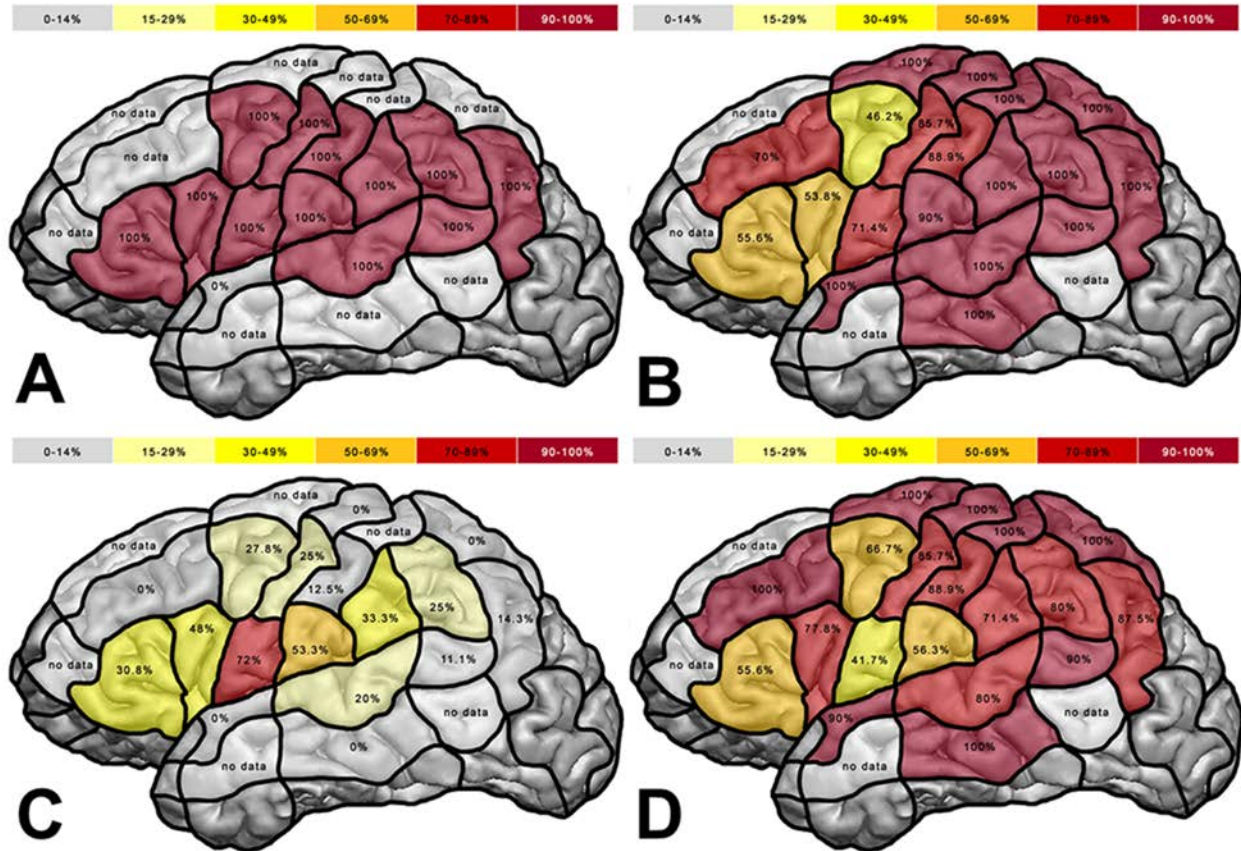 0-14% 15-29% 30-49% 50-69% 70-89% 90-100%
no data
no data
no data
no data
no data
100%
100%
no data
100%
100%
100%
100%
100%
100%
no data
100%
100%
100%
100%
0%
no data
no data
no data
A
0-14% 15-29% 30-49% 50-69% 70-89% 90-100%
100%
100%
100%
100%
no data
46.2%
85.7%
70%
88.9%
100%
100%
100%
53.8%
90%
no data
55.6%
71.4%
100%
100%
100%
no data
no data
100%
B
0-14% 15-29% 30-49% 50-69% 70-89% 90-100%
no data
0%
no data
0%
no data
27.8%
25%
0%
12.5%
25%
33.3%
14.3%
48%
53.3%
11.1%
no data
30.8%
72%
20%
0%
no data
0%
no data
C
0-14% 15-29% 30-49% 50-69% 70-89% 90-100%
100%
100%
100%
100%
no data
66.7%
85.7%
100%
88.9%
71.4%
80%
87.5%
77.8%
41.7%
56.3%
90%
no data
55.6%
80%
90%
no data
no data
100%
D